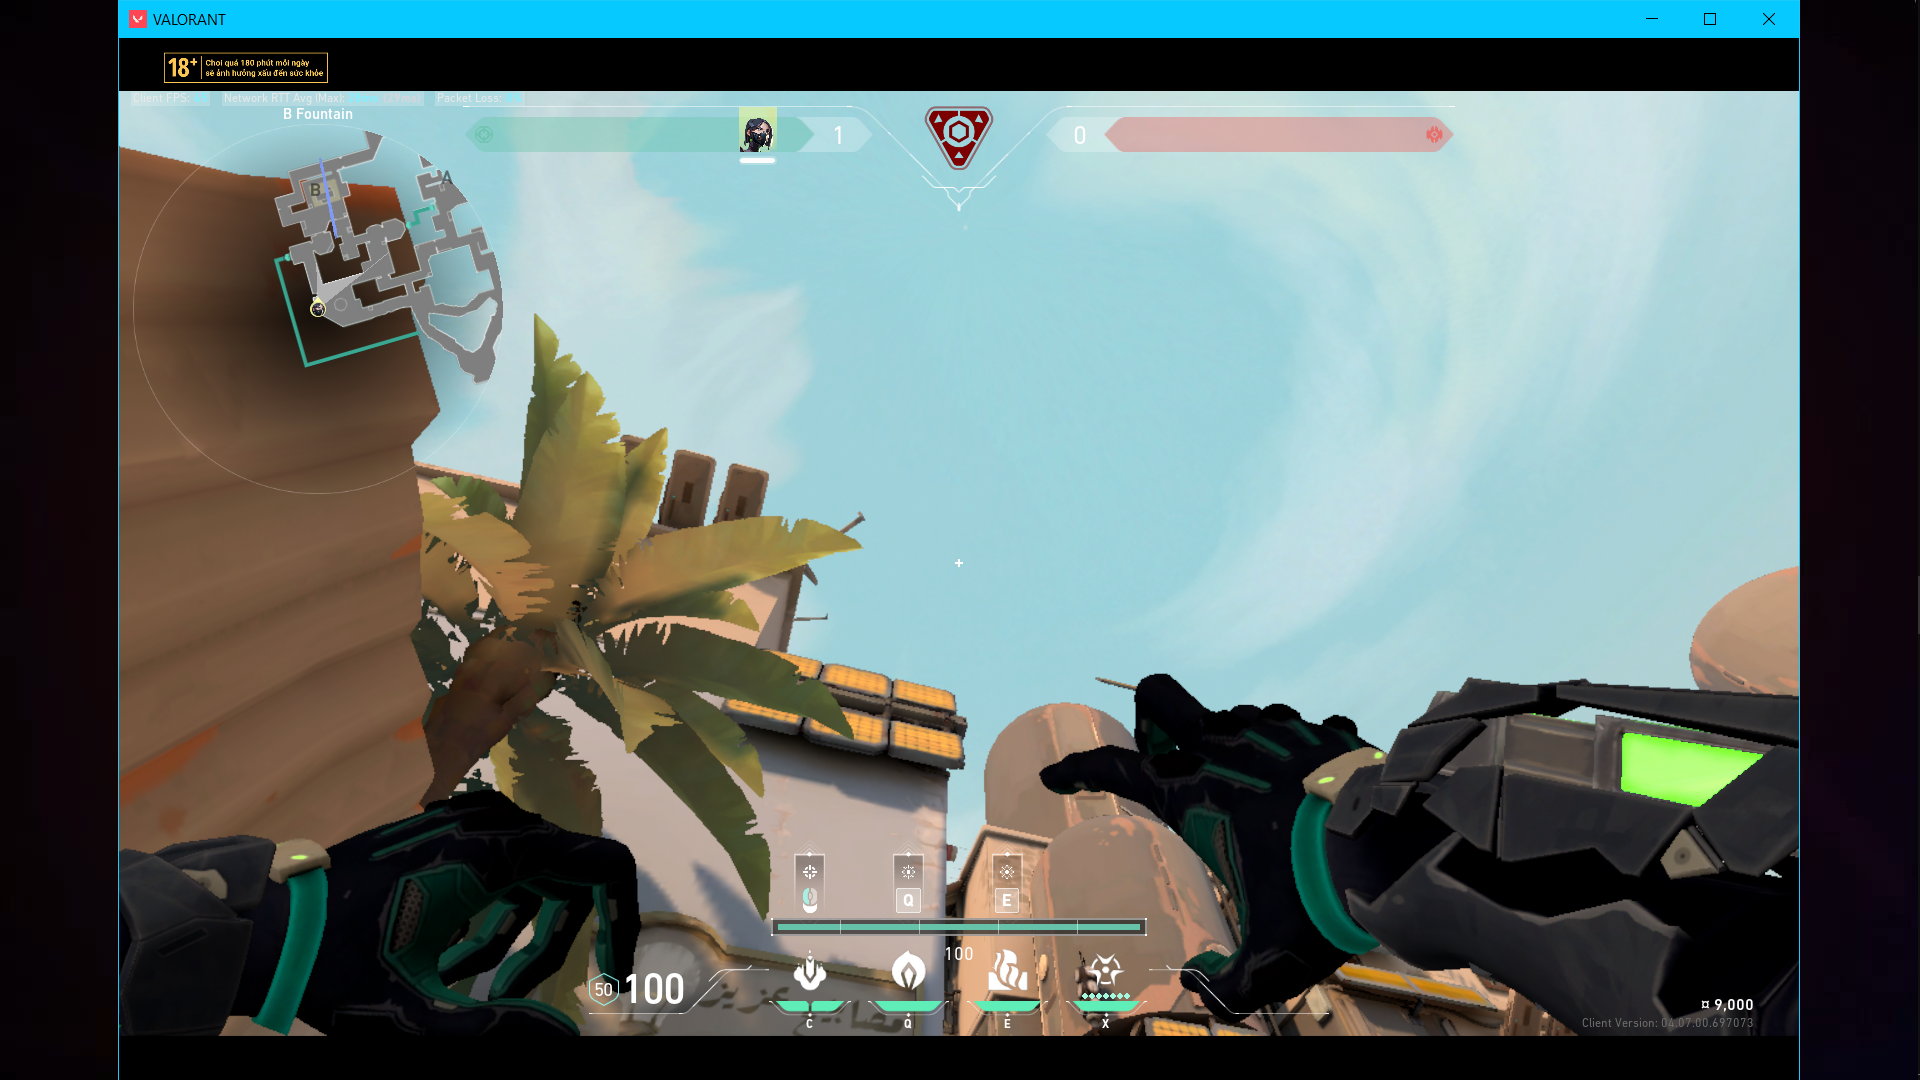 VALORANT
18+
Chơi quá 180 phút mỗi ngày
sẽ ảnh hưởng xấu đến sức khỏe
Client FPS:
Network RTT Avg (Max):
Packet Loss:
B Fountain
1
0
B
A
Q
E
100
50
100
C
Q
E
X
¤ 9,000
Client Version: 04.07.00.697073